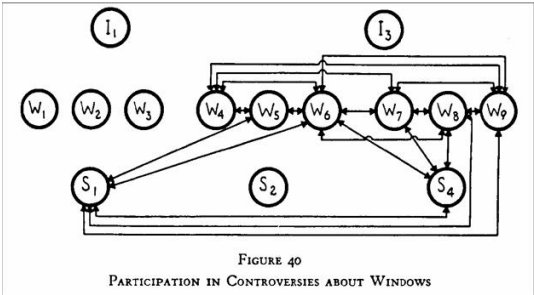 I1 I3
W1 W2 W3 W4 W5 W6 W7 W8 W9
S1 S2 S4
FIGURE 40
PARTICIPATION IN CONTROVERSIES ABOUT WINDOWS